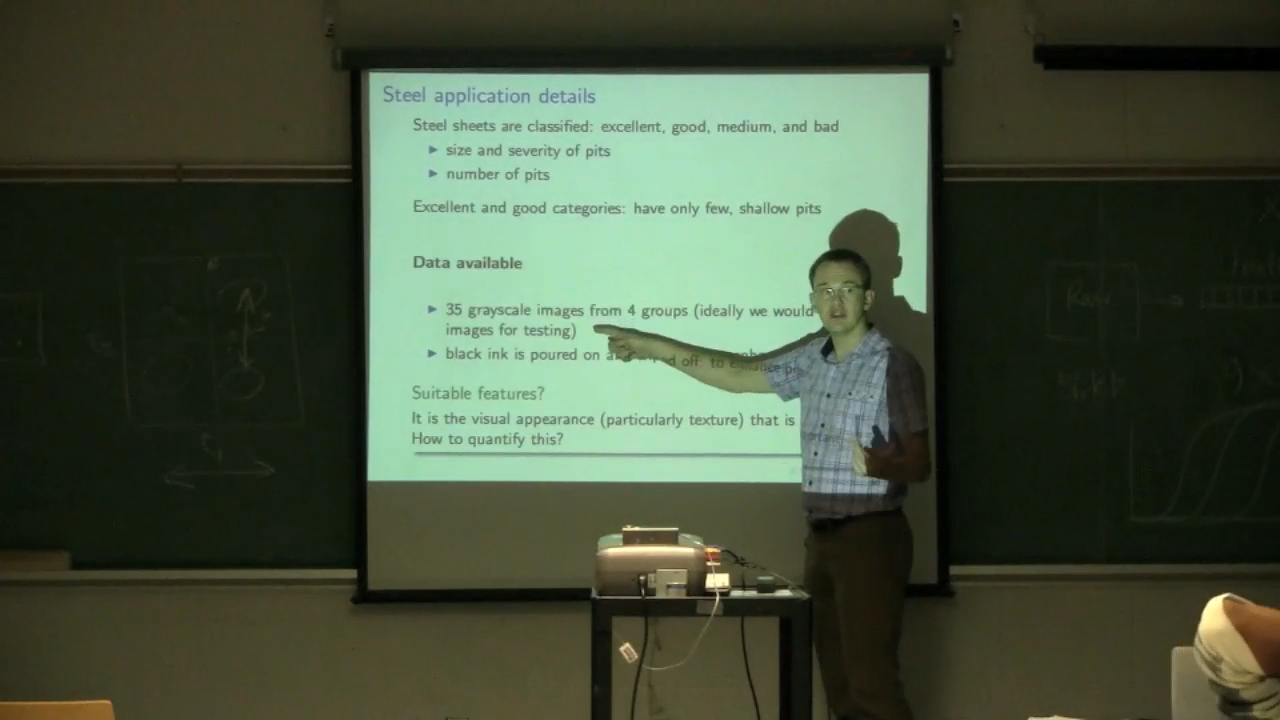 Steel application details
Steel sheets are classified: excellent, good, medium, and bad
▶ size and severity of pits
▶ number of pits
Excellent and good categories: have only few, shallow pits
Data available
▶ 35 grayscale images from 4 groups (ideally we would
images for testing)
▶ black ink is poured on off: to
Suitable features?
It is the visual appearance (particularly texture) that is
How to quantify this?